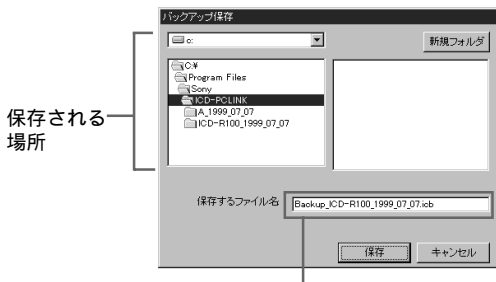 バックアップ保存
c:
新規フォルダ
C:¥
Program Files
Sony
ICD-PCLINK
A_1999_07_07
ICD-R100_1999_07_07
保存される
場所
保存するファイル名
Backup_ICD-R100_1999_07_07.icb
保存
キャンセル